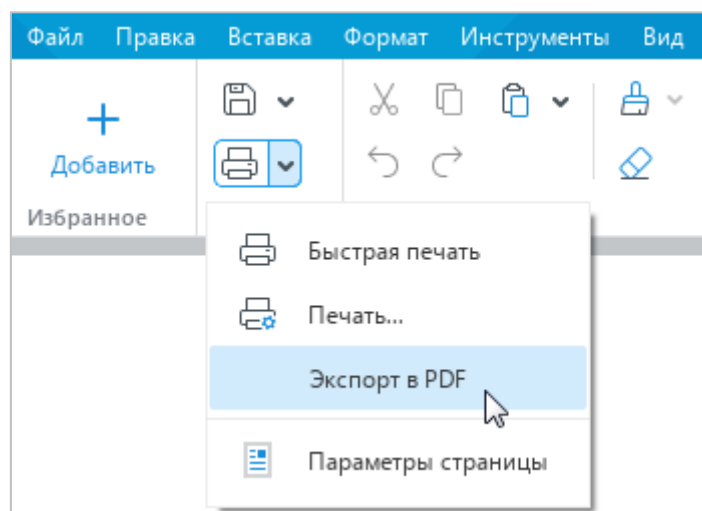 Файл Правка Вставка Формат Инструменты Вид
Добавить
Избранное
Быстрая печать
Печать...
Экспорт в PDF
Параметры страницы